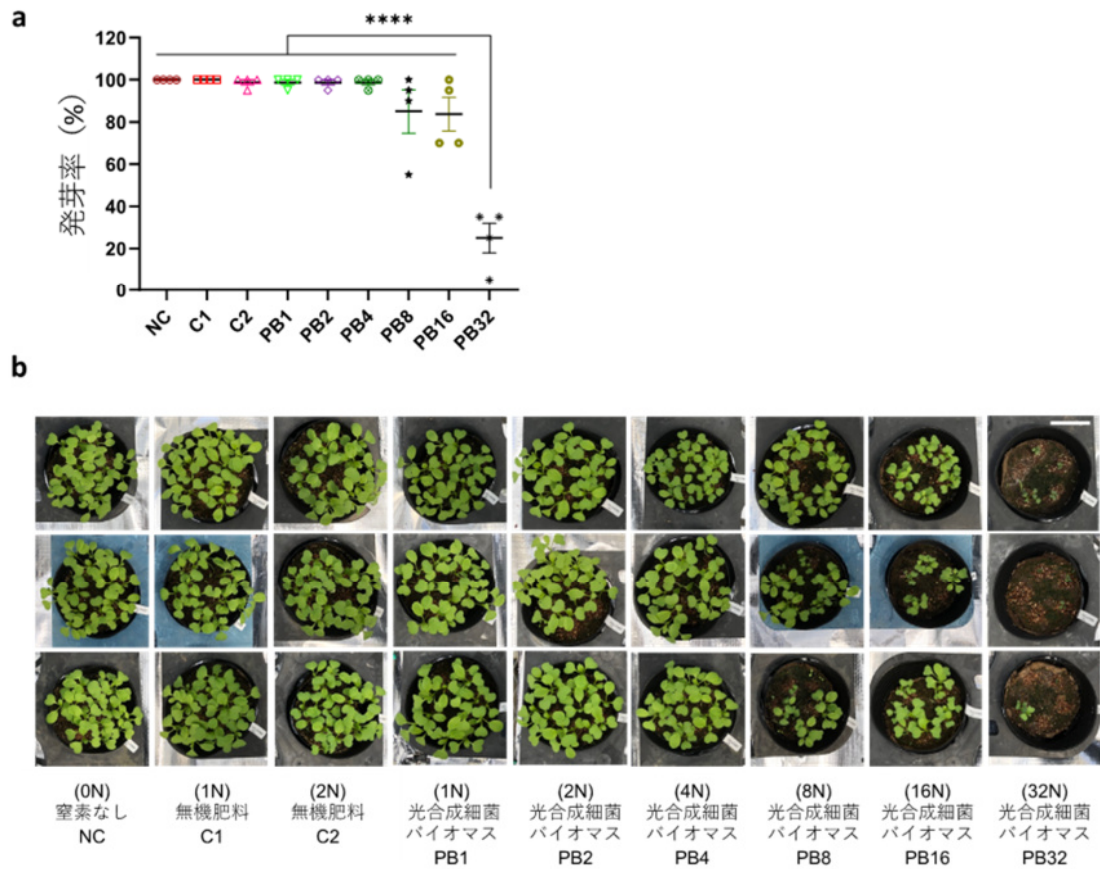 a
****
120
100
80
60
40
20
0
発芽率 (%)
NC
C1
C2
PB1
PB2
PB4
PB8
PB16
PB32
b
(0N)
窒素なし
NC
(1N)
無機肥料
C1
(2N)
無機肥料
C2
(1N)
光合成細菌
バイオマス
PB1
(2N)
光合成細菌
バイオマス
PB2
(4N)
光合成細菌
バイオマス
PB4
(8N)
光合成細菌
バイオマス
PB8
(16N)
光合成細菌
バイオマス
PB16
(32N)
光合成細菌
バイオマス
PB32